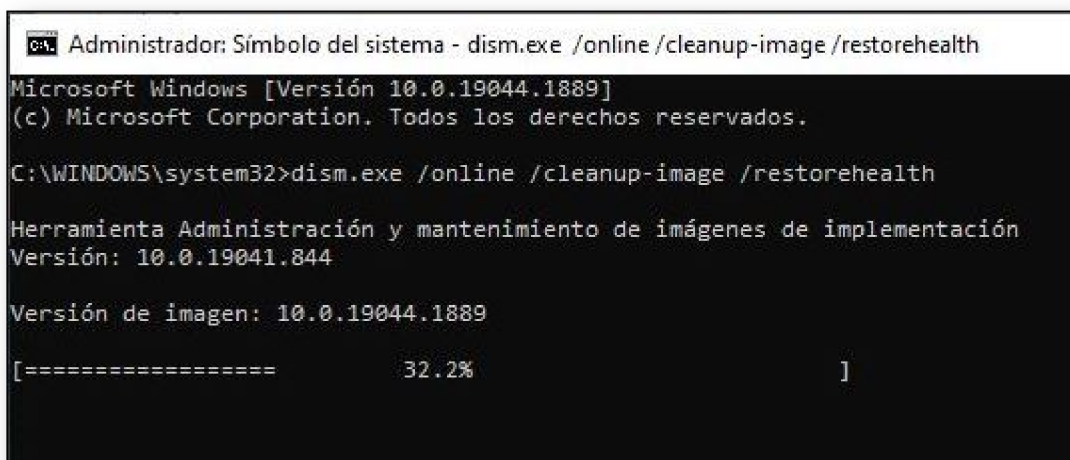 Administrador: Símbolo del sistema - dism.exe /online /cleanup-image /restorehealth
Microsoft Windows [Versión 10.0.19044.1889]
(c) Microsoft Corporation. Todos los derechos reservados.
C:\WINDOWS\system32>dism.exe /online /cleanup-image /restorehealth
Herramienta Administración y mantenimiento de imágenes de implementación
Versión: 10.0.19041.844
Versión de imagen: 10.0.19044.1889
[================== 32.2% ]